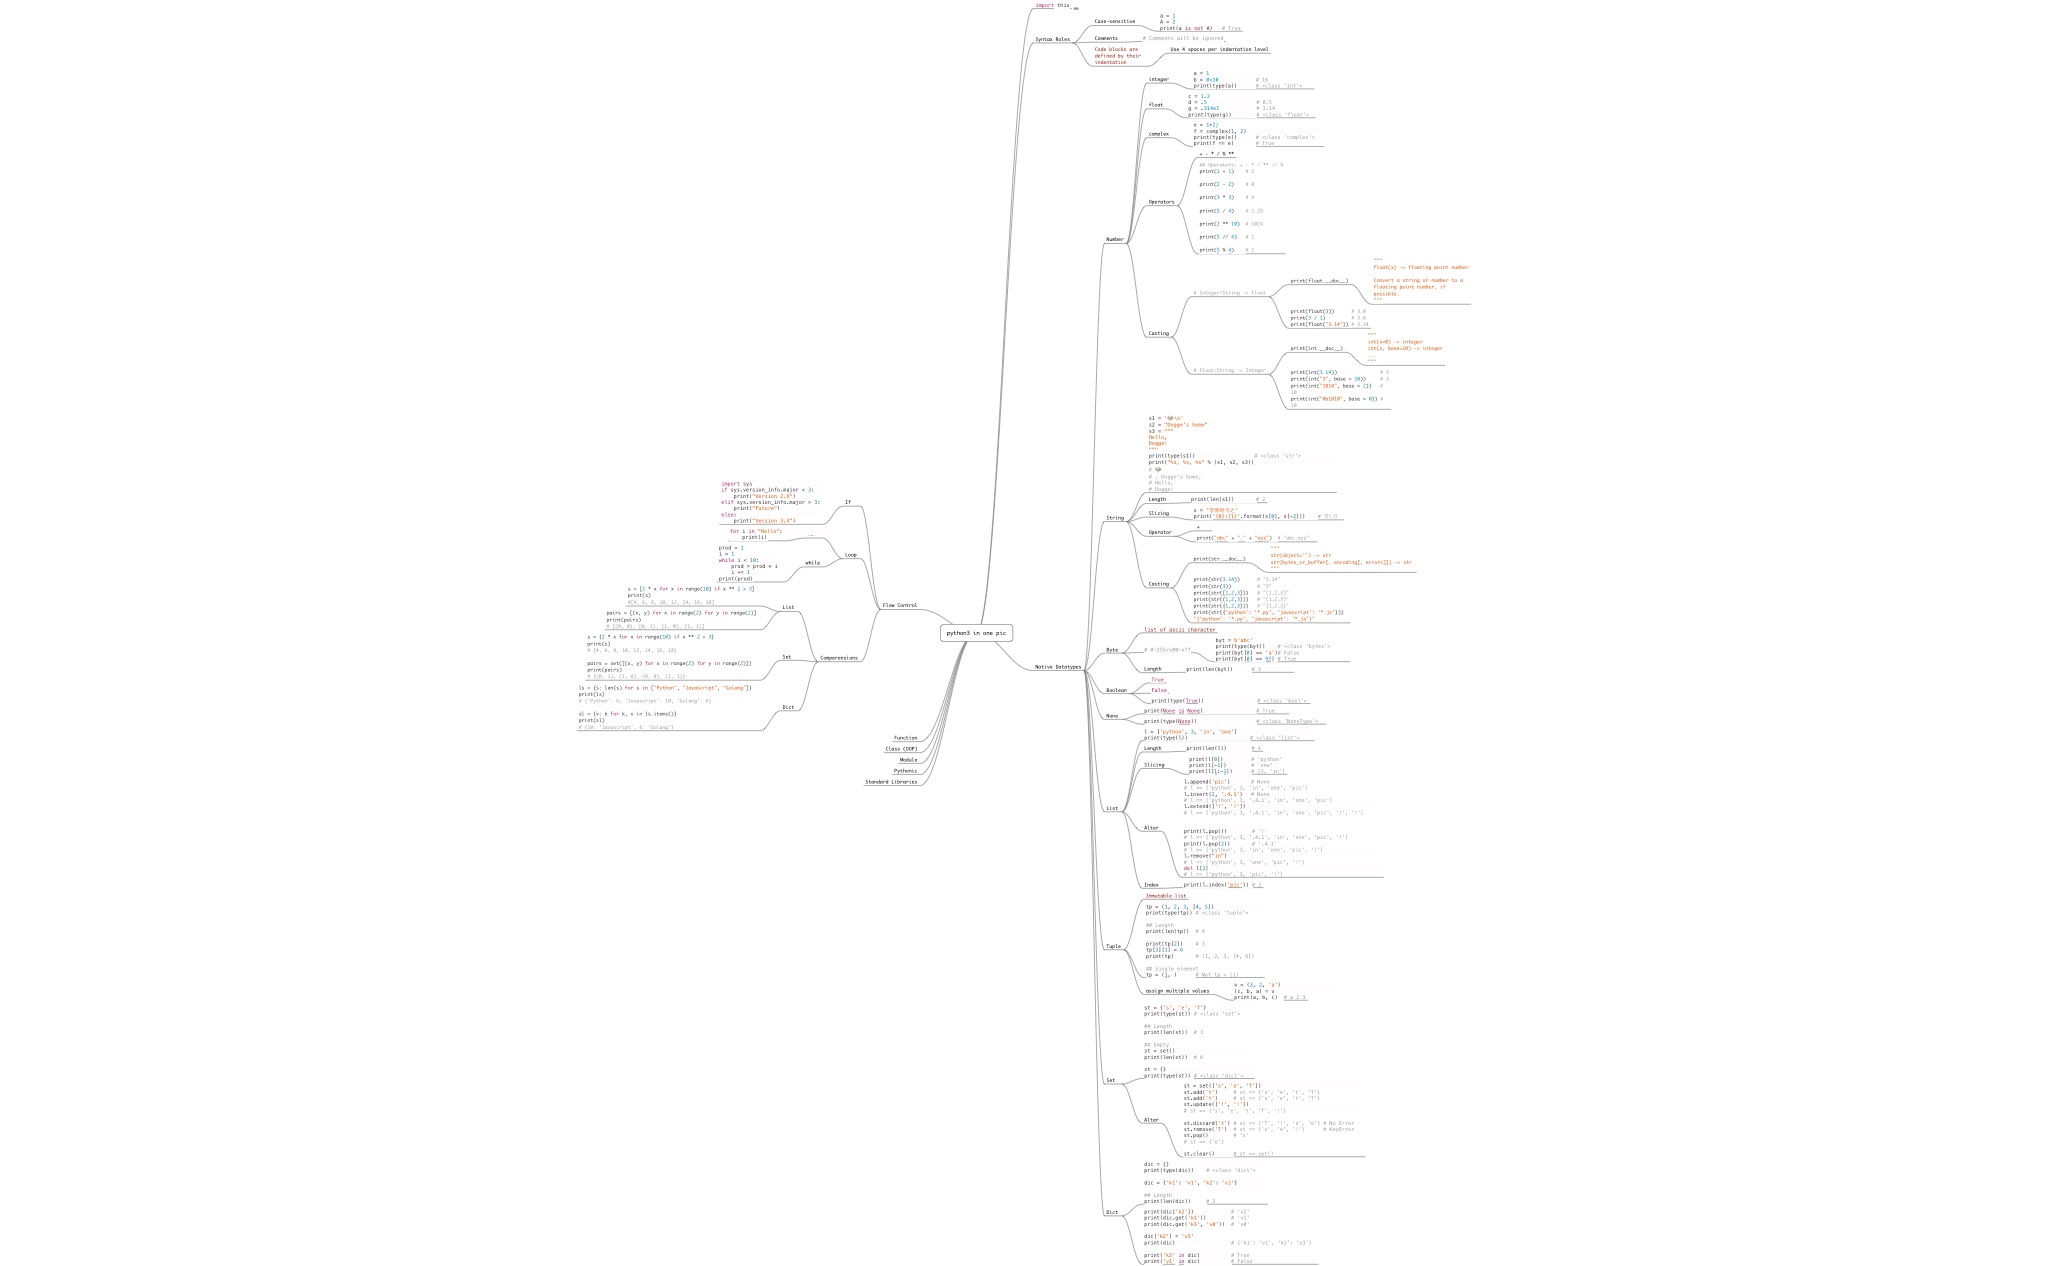 import this
Syntax Rules
Case-sensitive
a = 1
A = 2
print(a is not A) # True
Comments
# Comments will be ignored
Code blocks are
defined by their
indentation
Use 4 spaces per indentation level
python3 in one pic
Native Datatypes
Number
integer
a = 1
b = 0x10 # 16
print(type(a)) # <class 'int'>
float
c = 1.2
d = .5 # 0.5
g = .314e1 # 3.14
print(type(g)) # <class 'float'>
complex
e = 1+2j
f = complex(1, 2)
print(type(e)) # <class 'complex'>
print(f == e) # True
Operators
+ - * / % **
## Operators: + - * / ** // %
print(1 + 1) # 2
print(2 - 2) # 0
print(3 * 3) # 9
print(5 / 4) # 1.25
print(2 ** 10) # 1024
print(5 // 4) # 1
print(5 % 4) # 1
Casting
# Integer/String -> float
print(float.__doc__)
"""
float(x) -> floating point number
Convert a string or number to a
floating point number, if
possible.
"""
print(float(3)) # 3.0
print(3 / 1) # 3.0
print(float("3.14")) # 3.14
# Float/String -> Integer
print(int.__doc__)
"""
int(x=0) -> integer
int(x, base=10) -> integer
...
"""
print(int(3.14)) # 3
print(int("3", base = 10)) # 3
print(int("1010", base = 2)) #
10
print(int("0b1010", base = 0)) #
10
String
s1 = '😂\n'
s2 = "Dogge's home"
s3 = """
Hello,
Dogge!
"""
print(type(s1)) # <class 'str'>
print("%s, %s, %s" % (s1, s2, s3))
# 😂
# , Dogge's home,
# Hello,
# Dogge!
Length
print(len(s1)) # 2
Slicing
s = '学而时习之'
print('{0}:{1}'.format(s[0], s[-2])) # 学:习
Operator
+
print("abc" + "." + "xyz") # "abc.xyz"
Casting
print(str.__doc__)
"""
str(object='') -> str
str(bytes_or_buffer[, encoding[, errors]]) -> str
"""
print(str(3.14)) # "3.14"
print(str(3)) # "3"
print(str([1,2,3])) # "[1,2,3]"
print(str((1,2,3))) # "(1,2,3)"
print(str({1,2,3})) # "{1,2,3}"
print(str({'python': '*.py', 'javascript': '*.js'}))
"{'python': '*.py', 'javascript': '*.js'}"
Byte
list of ascii character
# 0-255/x00-xff
byt = b'abc'
print(type(byt)) # <class 'bytes'>
print(byt[0] == 'a')# False
print(byt[0] == 97) # True
Length
print(len(byt)) # 3
Boolean
True
False
print(type(True)) # <class 'bool'>
None
print(None is None) # True
print(type(None)) # <class 'NoneType'>
List
l = ['python', 3, 'in', 'one']
print(type(l)) # <class 'list'>
Length
print(len(l)) # 4
Slicing
print(l[0]) # 'python'
print(l[-1]) # 'one'
print(l[1:-1]) # [3, 'in']
Alter
l.append('pic') # None
# l == ['python', 3, 'in', 'one', 'pic']
l.insert(2, '.4.1') # None
# l == ['python', 3, '.4.1', 'in', 'one', 'pic']
l.extend(['!', '!'])
# l == ['python', 3, '.4.1', 'in', 'one', 'pic', '!', '!']
print(l.pop()) # '!'
# l == ['python', 3, '.4.1', 'in', 'one', 'pic', '!']
print(l.pop(2)) # '.4.1'
# l == ['python', 3, 'in', 'one', 'pic', '!']
l.remove("in")
# l == ['python', 3, 'one', 'pic', '!']
del l[2]
# l == ['python', 3, 'pic', '!']
Index
print(l.index('pic')) # 2
Tuple
Immutable list
tp = (1, 2, 3, [4, 5])
print(type(tp)) # <class 'tuple'>
## Length
print(len(tp)) # 4
print(tp[2]) # 3
tp[3][1] = 6
print(tp) # (1, 2, 3, [4, 6])
## Single element
tp = (1, ) # Not tp = (1)
assign multiple values
v = (3, 2, 'a')
(c, b, a) = v
print(a, b, c) # a 2 3
Set
st = {'s', 'e', 'T'}
print(type(st)) # <class 'set'>
## Length
print(len(st)) # 3
## Empty
st = set()
print(len(st)) # 0
st = {}
print(type(st)) # <class 'dict'>
Alter
st = set(['s', 'e', 'T'])
st.add('t') # st == {'s', 'e', 't', 'T'}
st.add('t') # st == {'s', 'e', 't', 'T'}
st.update(['!', '!'])
# st == {'s', 'e', 't', 'T', '!'}
st.discard('t') # st == {'T', '!', 's', 'e'} # No Error
st.remove('T') # st == {'s', 'e', '!'} # KeyError
st.pop() # 's'
# st == {'e'}
st.clear() # st == set()
Dict
dic = {}
print(type(dic)) # <class 'dict'>
dic = {'k1': 'v1', 'k2': 'v2'}
## Length
print(len(dic)) # 2
print(dic['k2']) # 'v2'
print(dic.get('k1')) # 'v1'
print(dic.get('k3', 'v0')) # 'v0'
dic['k2'] = 'v3'
print(dic) # {'k1': 'v1', 'k2': 'v3'}
print('k2' in dic) # True
print('v1' in dic) # False
Flow Control
If
import sys
if sys.version_info.major < 3:
print("Version 2.X")
elif sys.version_info.major > 3:
print("Future")
else:
print("Version 3.X")
Loop
for i in "Hello":
print(i)
while
prod = 1
i = 1
while i < 10:
prod = prod * i
i += 1
print(prod)
Comperensions
List
s = [2 * x for x in range(10) if x ** 2 > 3]
print(s)
#[4, 6, 8, 10, 12, 14, 16, 18]
pairs = [(x, y) for x in range(2) for y in range(2)]
print(pairs)
# [(0, 0), (0, 1), (1, 0), (1, 1)]
Set
s = {2 * x for x in range(10) if x ** 2 > 3}
print(s)
# {4, 6, 8, 10, 12, 14, 16, 18}
pairs = set([(x, y) for x in range(2) for y in range(2)])
print(pairs)
# {(0, 1), (1, 0), (0, 0), (1, 1)}
Dict
ls = {s: len(s) for s in ["Python", "Javascript", "Golang"]}
print(ls)
# {'Python': 6, 'Javascript': 10, 'Golang': 6}
sl = {v: k for k, v in ls.items()}
print(sl)
# {10: 'Javascript', 6: 'Golang'}
Function
Class (OOP)
Module
Pythonic
Standard Libraries